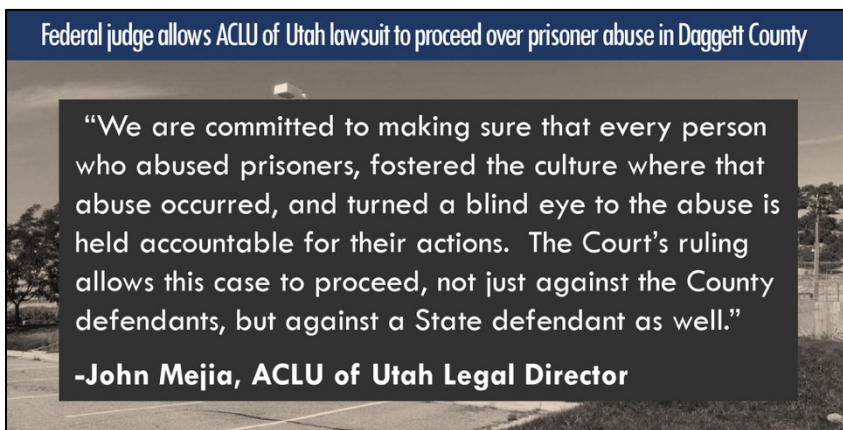 Federal judge allows ACLU of Utah lawsuit to proceed over prisoner abuse in Daggett County
“We are committed to making sure that every person
who abused prisoners, fostered the culture where that
abuse occurred, and turned a blind eye to the abuse is
held accountable for their actions.  The Court’s ruling
allows this case to proceed, not just against the County
defendants, but against a State defendant as well.”
-John Mejia, ACLU of Utah Legal Director